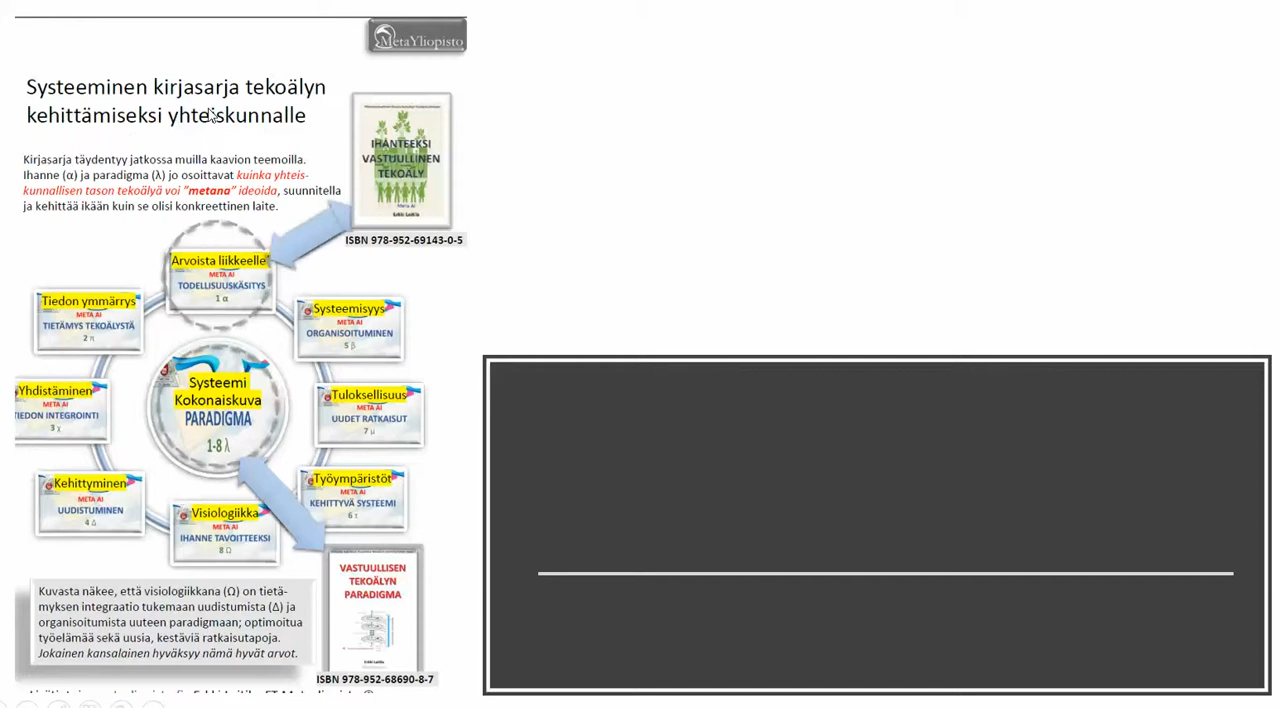 MetaYliopisto
Systeeminen kirjasarja tekoälyn
kehittämiseksi yhteiskunnalle
Kirjasarja täydentyy jatkossa muilla kaavion teemoilla.
Ihanne (α) ja paradigma (λ) jo osoittavat kuinka yhteis-
kunnallisen tason tekoälyä voi "metana" ideoida, suunnitella
ja kehittää ikään kuin se olisi konkreettinen laite.
IHANTEEKSI
VASTUULLINEN
TEKOÄLY
Meta AI
Erkki Laitila
ISBN 978-952-69143-0-5
Arvoista liikkeelle
META AI
TODELLISUUSKÄSITYS
1 α
Tiedon ymmärrys
META AI
TIETÄMYS TEKOÄLYSTÄ
2 π
Systeemisyys
META AI
ORGANISOITUMINEN
5 β
Yhdistäminen
META AI
TIEDON INTEGROINTI
3 χ
Systeemi
Kokonaiskuva
PARADIGMA
1-8 λ
Tuloksellisuus
META AI
UUDET RATKAISUT
7 μ
Kehittyminen
META AI
UUDISTUMINEN
4 Δ
Visiologiikka
META AI
IHANNE TAVOITTEEKSI
8 Ω
Työympäristöt
META AI
KEHITTYVÄ SYSTEEMI
6 τ
Kuvasta näkee, että visiologiikkana (Ω) on tietä-
myksen integraatio tukemaan uudistumista (Δ) ja
organisoitumista uuteen paradigmaan; optimoitua
työelämää sekä uusia, kestäviä ratkaisutapoja.
Jokainen kansalainen hyväksyy nämä hyvät arvot.
VASTUULLISEN
TEKOÄLYN
PARADIGMA
Erkki Laitila
ISBN 978-952-68690-8-7